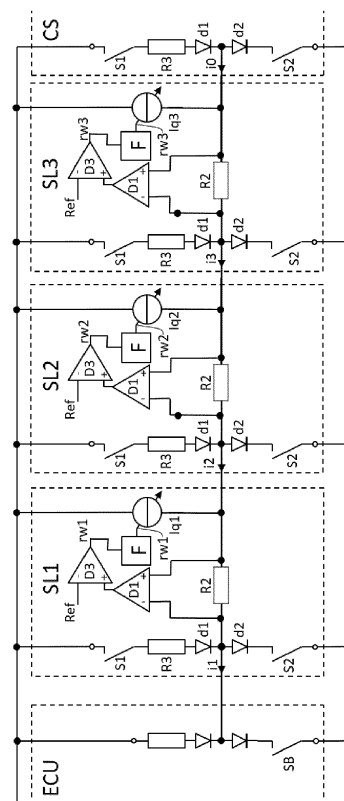 ECU
SB
SL1
Ref
D3
-
+
rw1
F
D1
-
+
rw1
Iq1
S1
R3
d1
i1
R2
d2
S2
SL2
Ref
D3
-
+
rw2
F
D1
-
+
rw2
Iq2
S1
R3
d1
i2
R2
d2
S2
SL3
Ref
D3
-
+
rw3
F
D1
-
+
rw3
Iq3
S1
R3
d1
i3
R2
d2
S2
CS
S1
R3
d1
i0
d2
S2